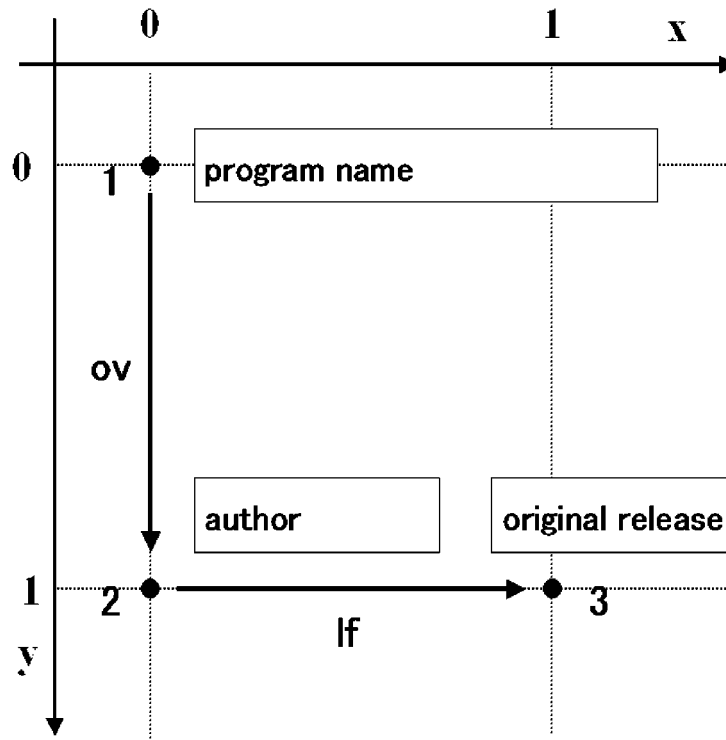 0 1
x
0
1
program name
ov
author
original release
1
2
3
lf
y